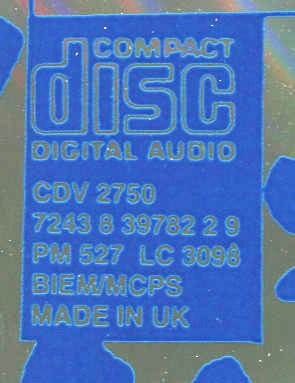 COMPACT
disc
DIGITAL AUDIO
CDV 2750
7243 8 39782 2 9
PM 527 LC 3098
BIEM/MCPS
MADE IN UK